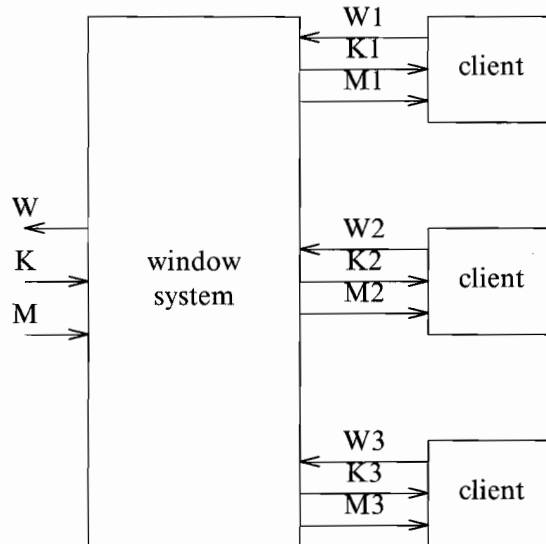 W1
K1
M1
client
W
K
M
window
system
W2
K2
M2
client
W3
K3
M3
client